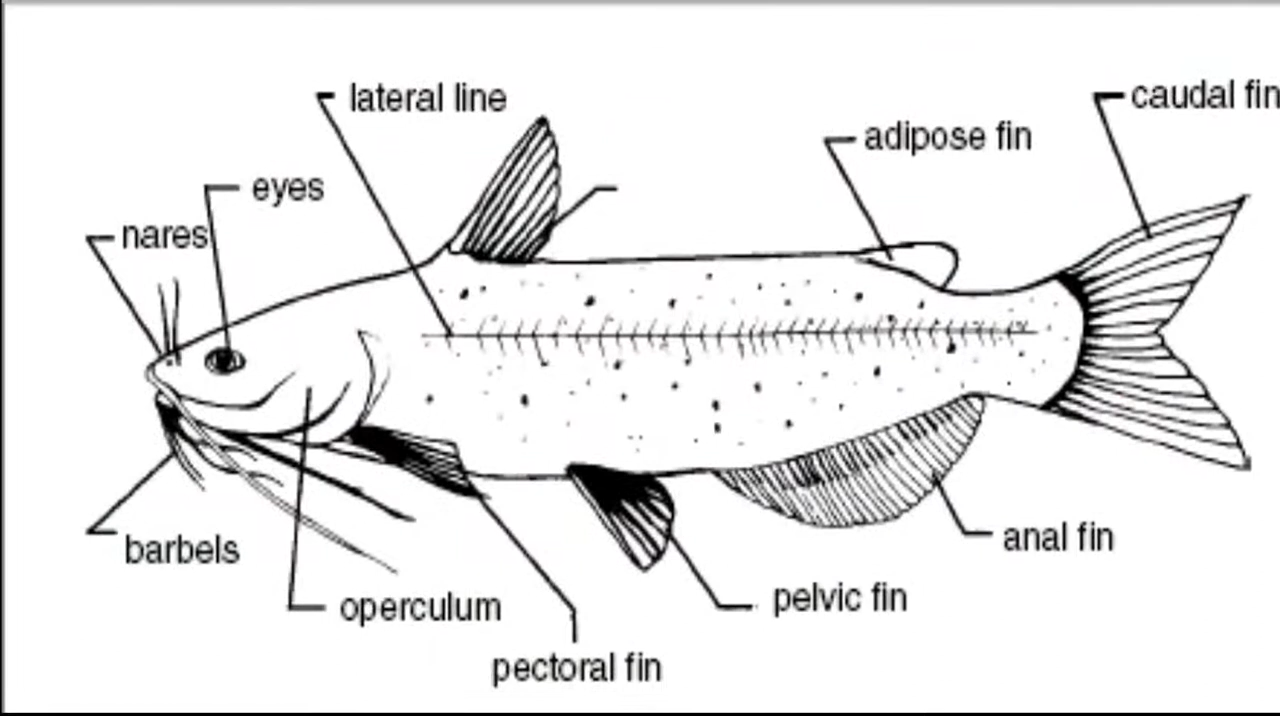 lateral line
caudal fin
adipose fin
eyes
nares
barbels
operculum
pectoral fin
pelvic fin
anal fin